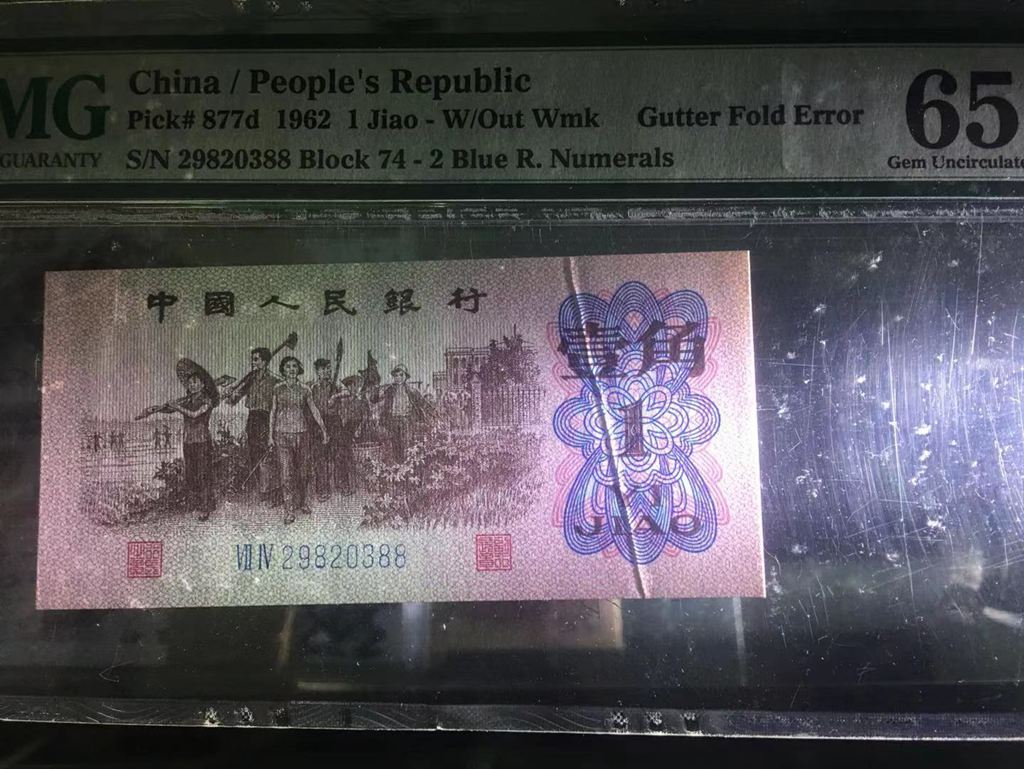 MG China / People's Republic 65
Pick# 877d 1962 1 Jiao - W/Out Wmk Gutter Fold Error
GUARANTY S/N 29820388 Block 74 - 2 Blue R. Numerals Gem Uncirculate
中國人民銀行
壹角
1
JIAO
Ⅶ Ⅳ 29820388